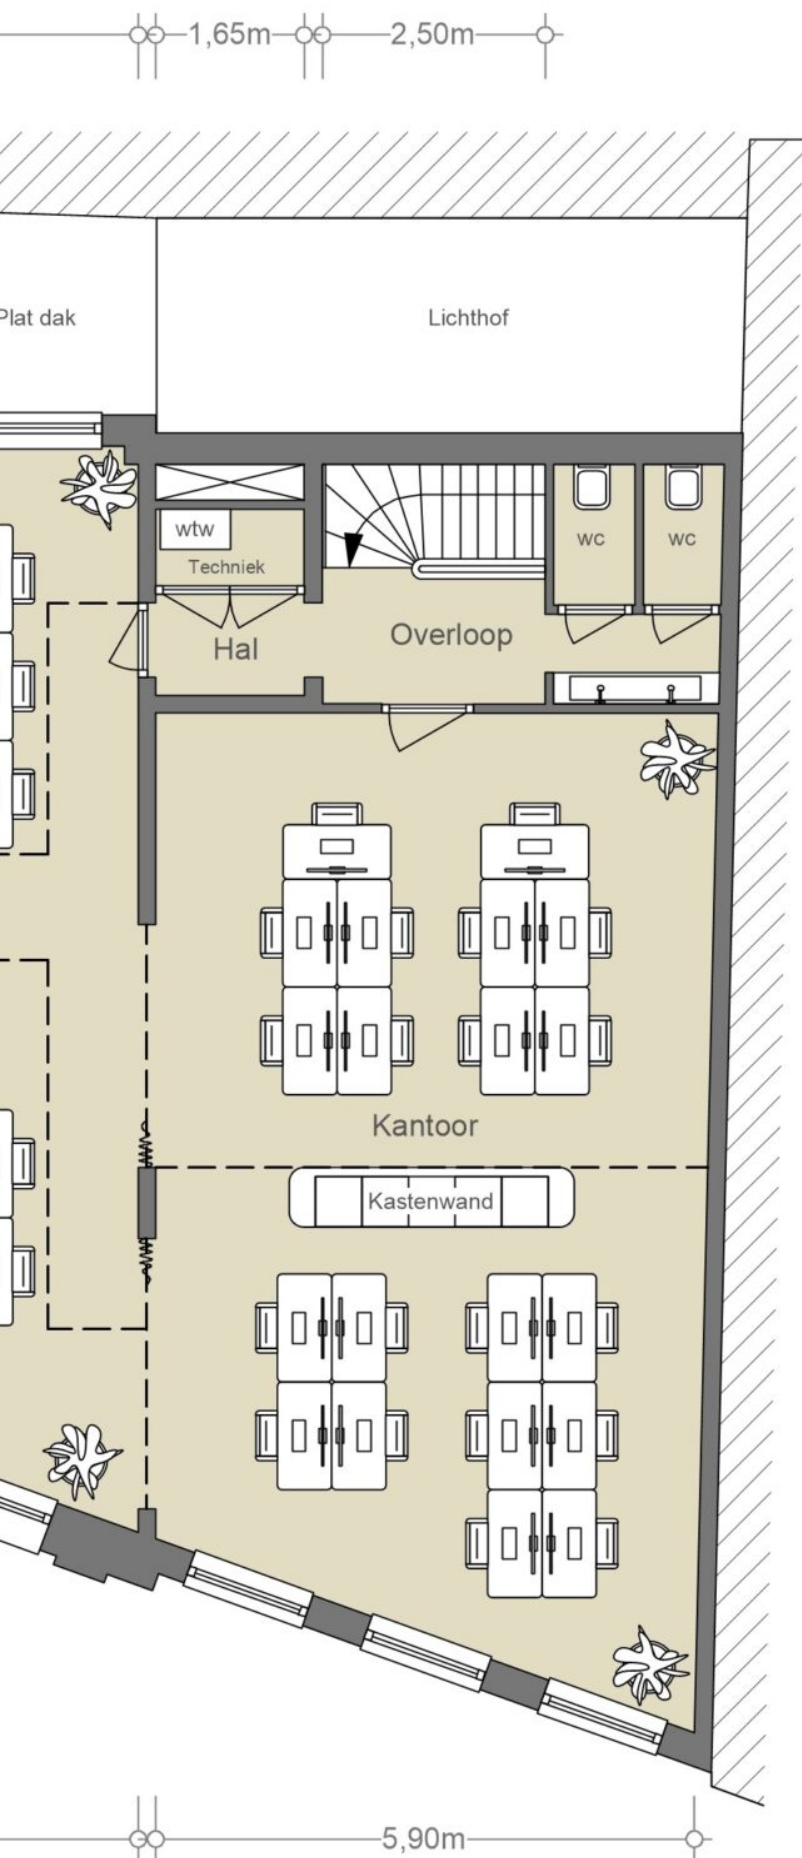 1,65m
2,50m
Plat dak
Lichthof
wtw
Techniek
wc
wc
Hal
Overloop
Kantoor
Kastenwand
5,90m